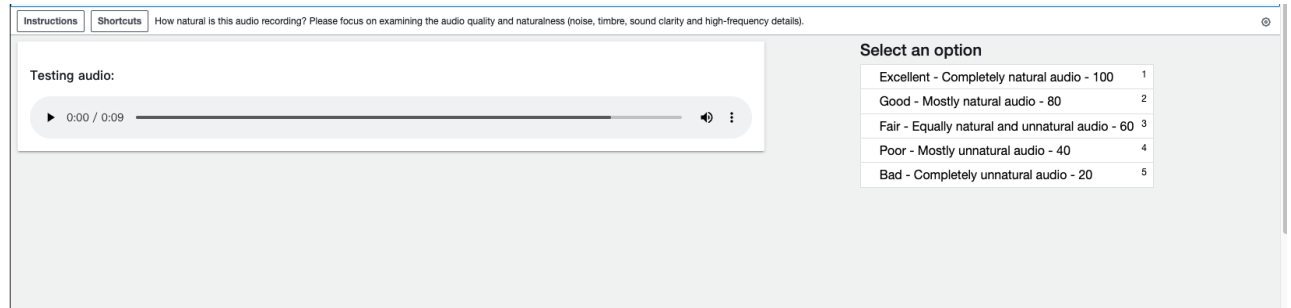 Instructions Shortcuts How natural is this audio recording? Please focus on examining the audio quality and naturalness (noise, timbre, sound clarity and high-frequency details).
Testing audio:
0:00 / 0:09
Select an option
Excellent - Completely natural audio - 100 1
Good - Mostly natural audio - 80 2
Fair - Equally natural and unnatural audio - 60 3
Poor - Mostly unnatural audio - 40 4
Bad - Completely unnatural audio - 20 5